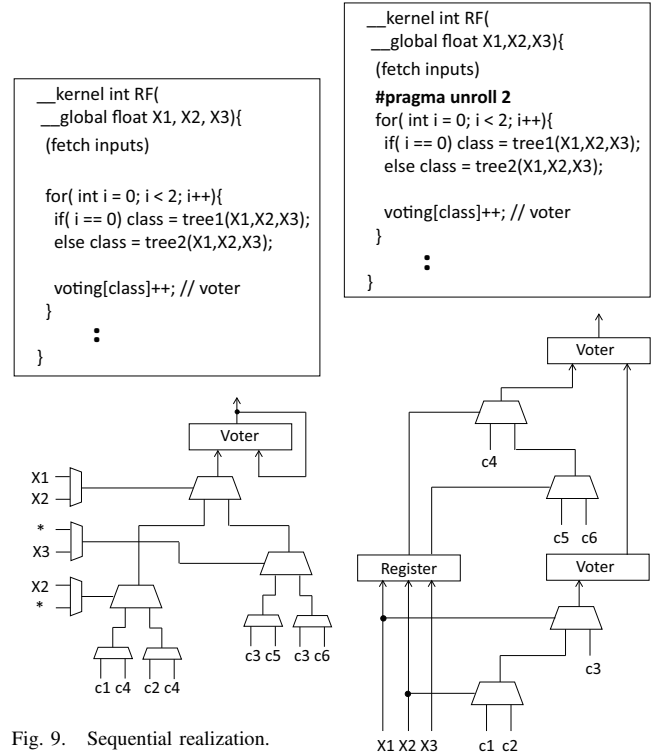 __kernel int RF(
__global float X1, X2, X3){
(fetch inputs)
for( int i = 0; i < 2; i++){
if( i == 0) class = tree1(X1,X2,X3);
else class = tree2(X1,X2,X3);
voting[class]++; // voter
}
:
}
Voter
X1
X2
*
X3
X2
*
c3 c5 c3 c6
c1 c4 c2 c4
Fig. 9. Sequential realization.
__kernel int RF(
__global float X1,X2,X3){
(fetch inputs)
#pragma unroll 2
for( int i = 0; i < 2; i++){
if( i == 0) class = tree1(X1,X2,X3);
else class = tree2(X1,X2,X3);
voting[class]++; // voter
}
:
}
Voter
c4
c5 c6
Register
Voter
c3
X1 X2 X3 c1 c2